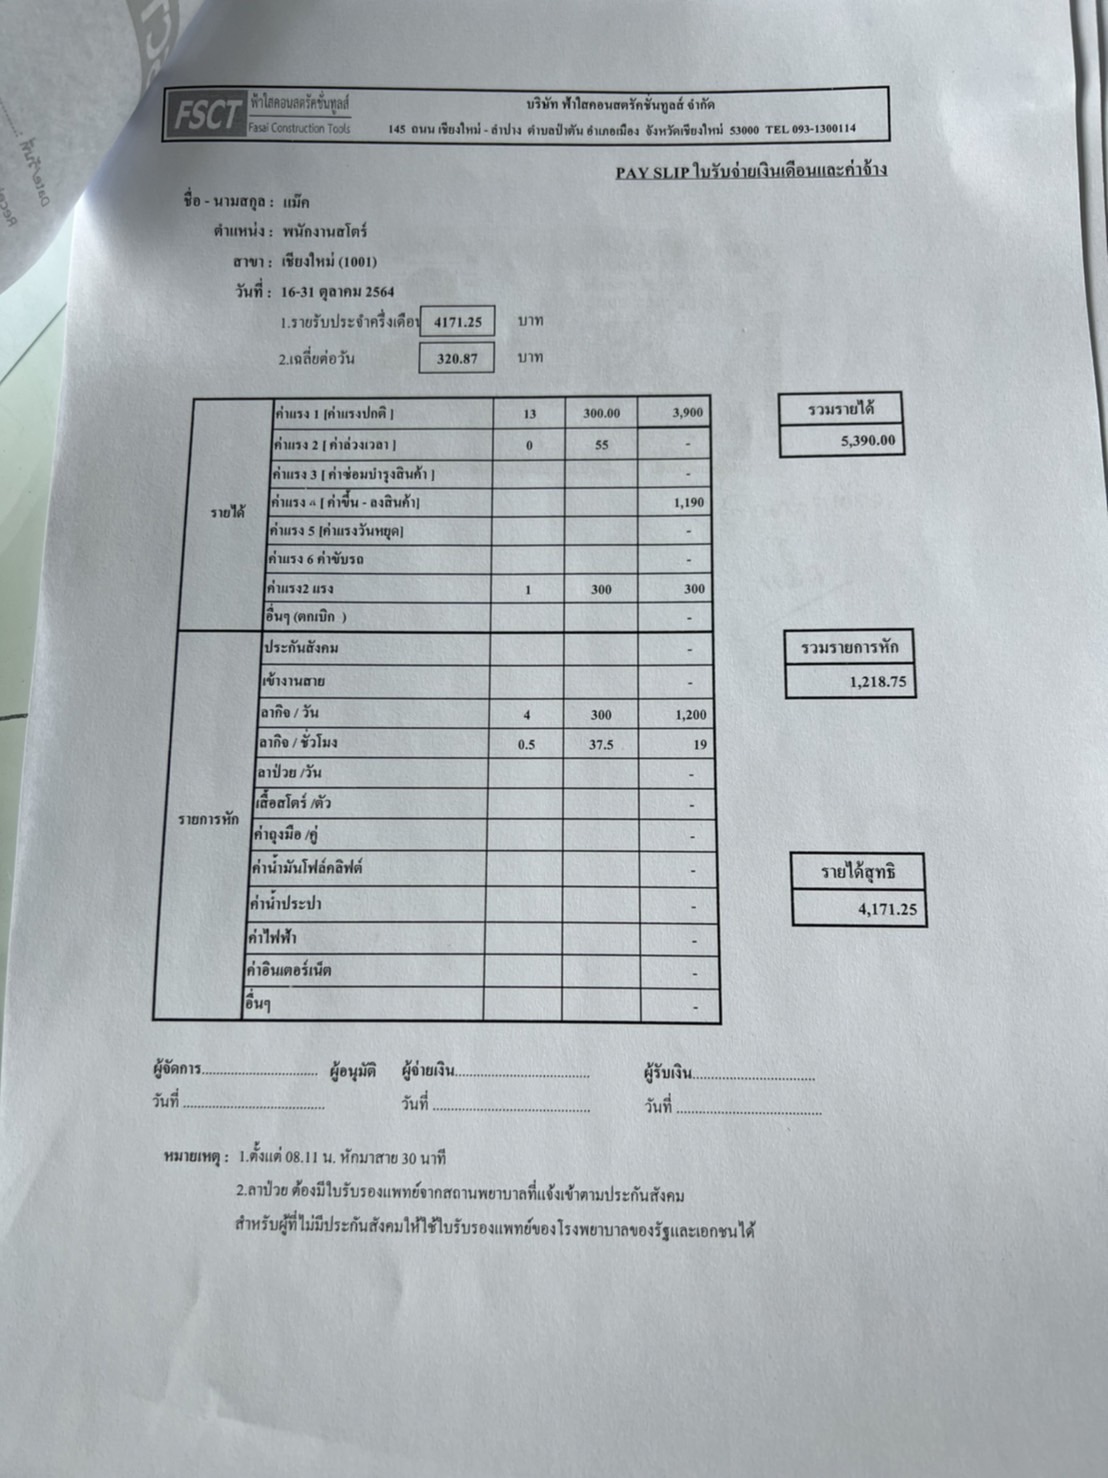 FSCT ฟ้าใสคอนสตรัคชั่นทูลส์
Fasai Construction Tools
บริษัท ฟ้าใสคอนสตรัคชั่นทูลส์ จำกัด
145 ถนน เชียงใหม่ - ลำปาง ตำบลป่าตัน อำเภอเมือง จังหวัดเชียงใหม่ 53000 TEL 093-1300114
PAY SLIP ใบรับจ่ายเงินเดือนและค่าจ้าง
ชื่อ - นามสกุล : แม๊ค
ตำแหน่ง : พนักงานสโตร์
สาขา : เชียงใหม่ (1001)
วันที่ : 16-31 ตุลาคม 2564
1.รายรับประจำครึ่งเดือน 4171.25 บาท
2.เฉลี่ยต่อวัน 320.87 บาท
รายได้
ค่าแรง 1 [ค่าแรงปกติ ] 13 300.00 3,900
ค่าแรง 2 [ ค่าล่วงเวลา ] 0 55 -
ค่าแรง 3 [ ค่าซ่อมบำรุงสินค้า ] -
ค่าแรง 4 [ ค่าขึ้น - ลงสินค้า] 1,190
ค่าแรง 5 [ค่าแรงวันหยุด] -
ค่าแรง 6 ค่าขับรถ -
ค่าแรง2 แรง 1 300 300
อื่นๆ (ตกเบิก ) -
รวมรายได้
5,390.00
รายการหัก
ประกันสังคม -
เข้างานสาย -
ลากิจ / วัน 4 300 1,200
ลากิจ / ชั่วโมง 0.5 37.5 19
ลาป่วย /วัน -
เสื้อสโตร์ /ตัว -
ค่าถุงมือ /คู่ -
ค่าน้ำมันโฟล์คลิฟต์ -
ค่าน้ำประปา -
ค่าไฟฟ้า -
ค่าอินเตอร์เน็ต -
อื่นๆ -
รวมรายการหัก
1,218.75
รายได้สุทธิ
4,171.25
ผู้จัดการ.......................... ผู้อนุมัติ ผู้จ่ายเงิน.............................. ผู้รับเงิน...........................
วันที่ ............................... วันที่ .................................. วันที่ ................................
หมายเหตุ : 1.ตั้งแต่ 08.11 น. หักมาสาย 30 นาที
2.ลาป่วย ต้องมีใบรับรองแพทย์จากสถานพยาบาลที่แจ้งเข้าตามประกันสังคม
สำหรับผู้ที่ไม่มีประกันสังคมให้ใช้ใบรับรองแพทย์ของโรงพยาบาลของรัฐและเอกชนได้